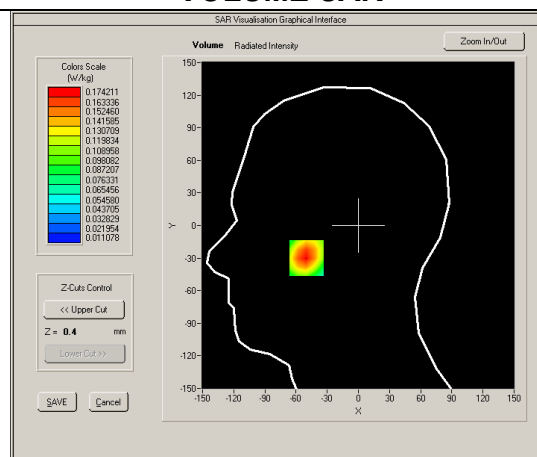 VOLUME SAR
SAR Visualisation Graphical Interface
Volume Radiated Intensity
Zoom In/Out
Colors Scale
(W/kg)
0.174211
0.163336
0.152460
0.141585
0.130709
0.119834
0.108958
0.098082
0.087207
0.076331
0.065456
0.054580
0.043705
0.032829
0.021954
0.011078
Z-Cuts Control
<< Upper Cut
Z = 0.4 mm
Lower Cut >>
SAVE Cancel
150
120
90
60
30
0
-30
-60
-90
-120
-150
Y
-150 -120 -90 -60 -30 0 30 60 90 120 150
X